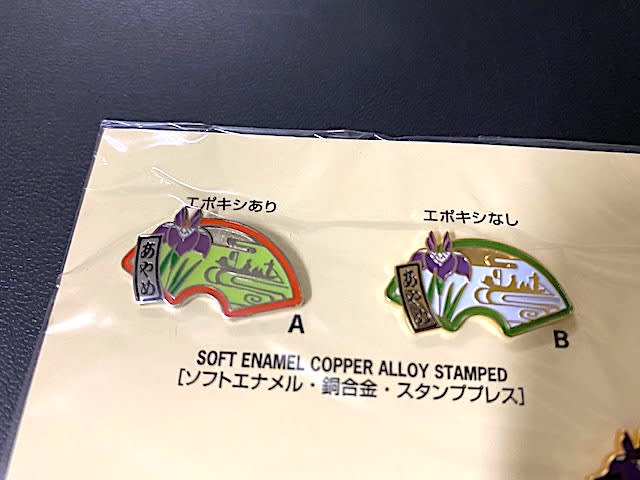 エポキシあり
エポキシなし
あやめ
あやめ
A
B
SOFT ENAMEL COPPER ALLOY STAMPED
[ソフトエナメル・銅合金・スタンププレス]